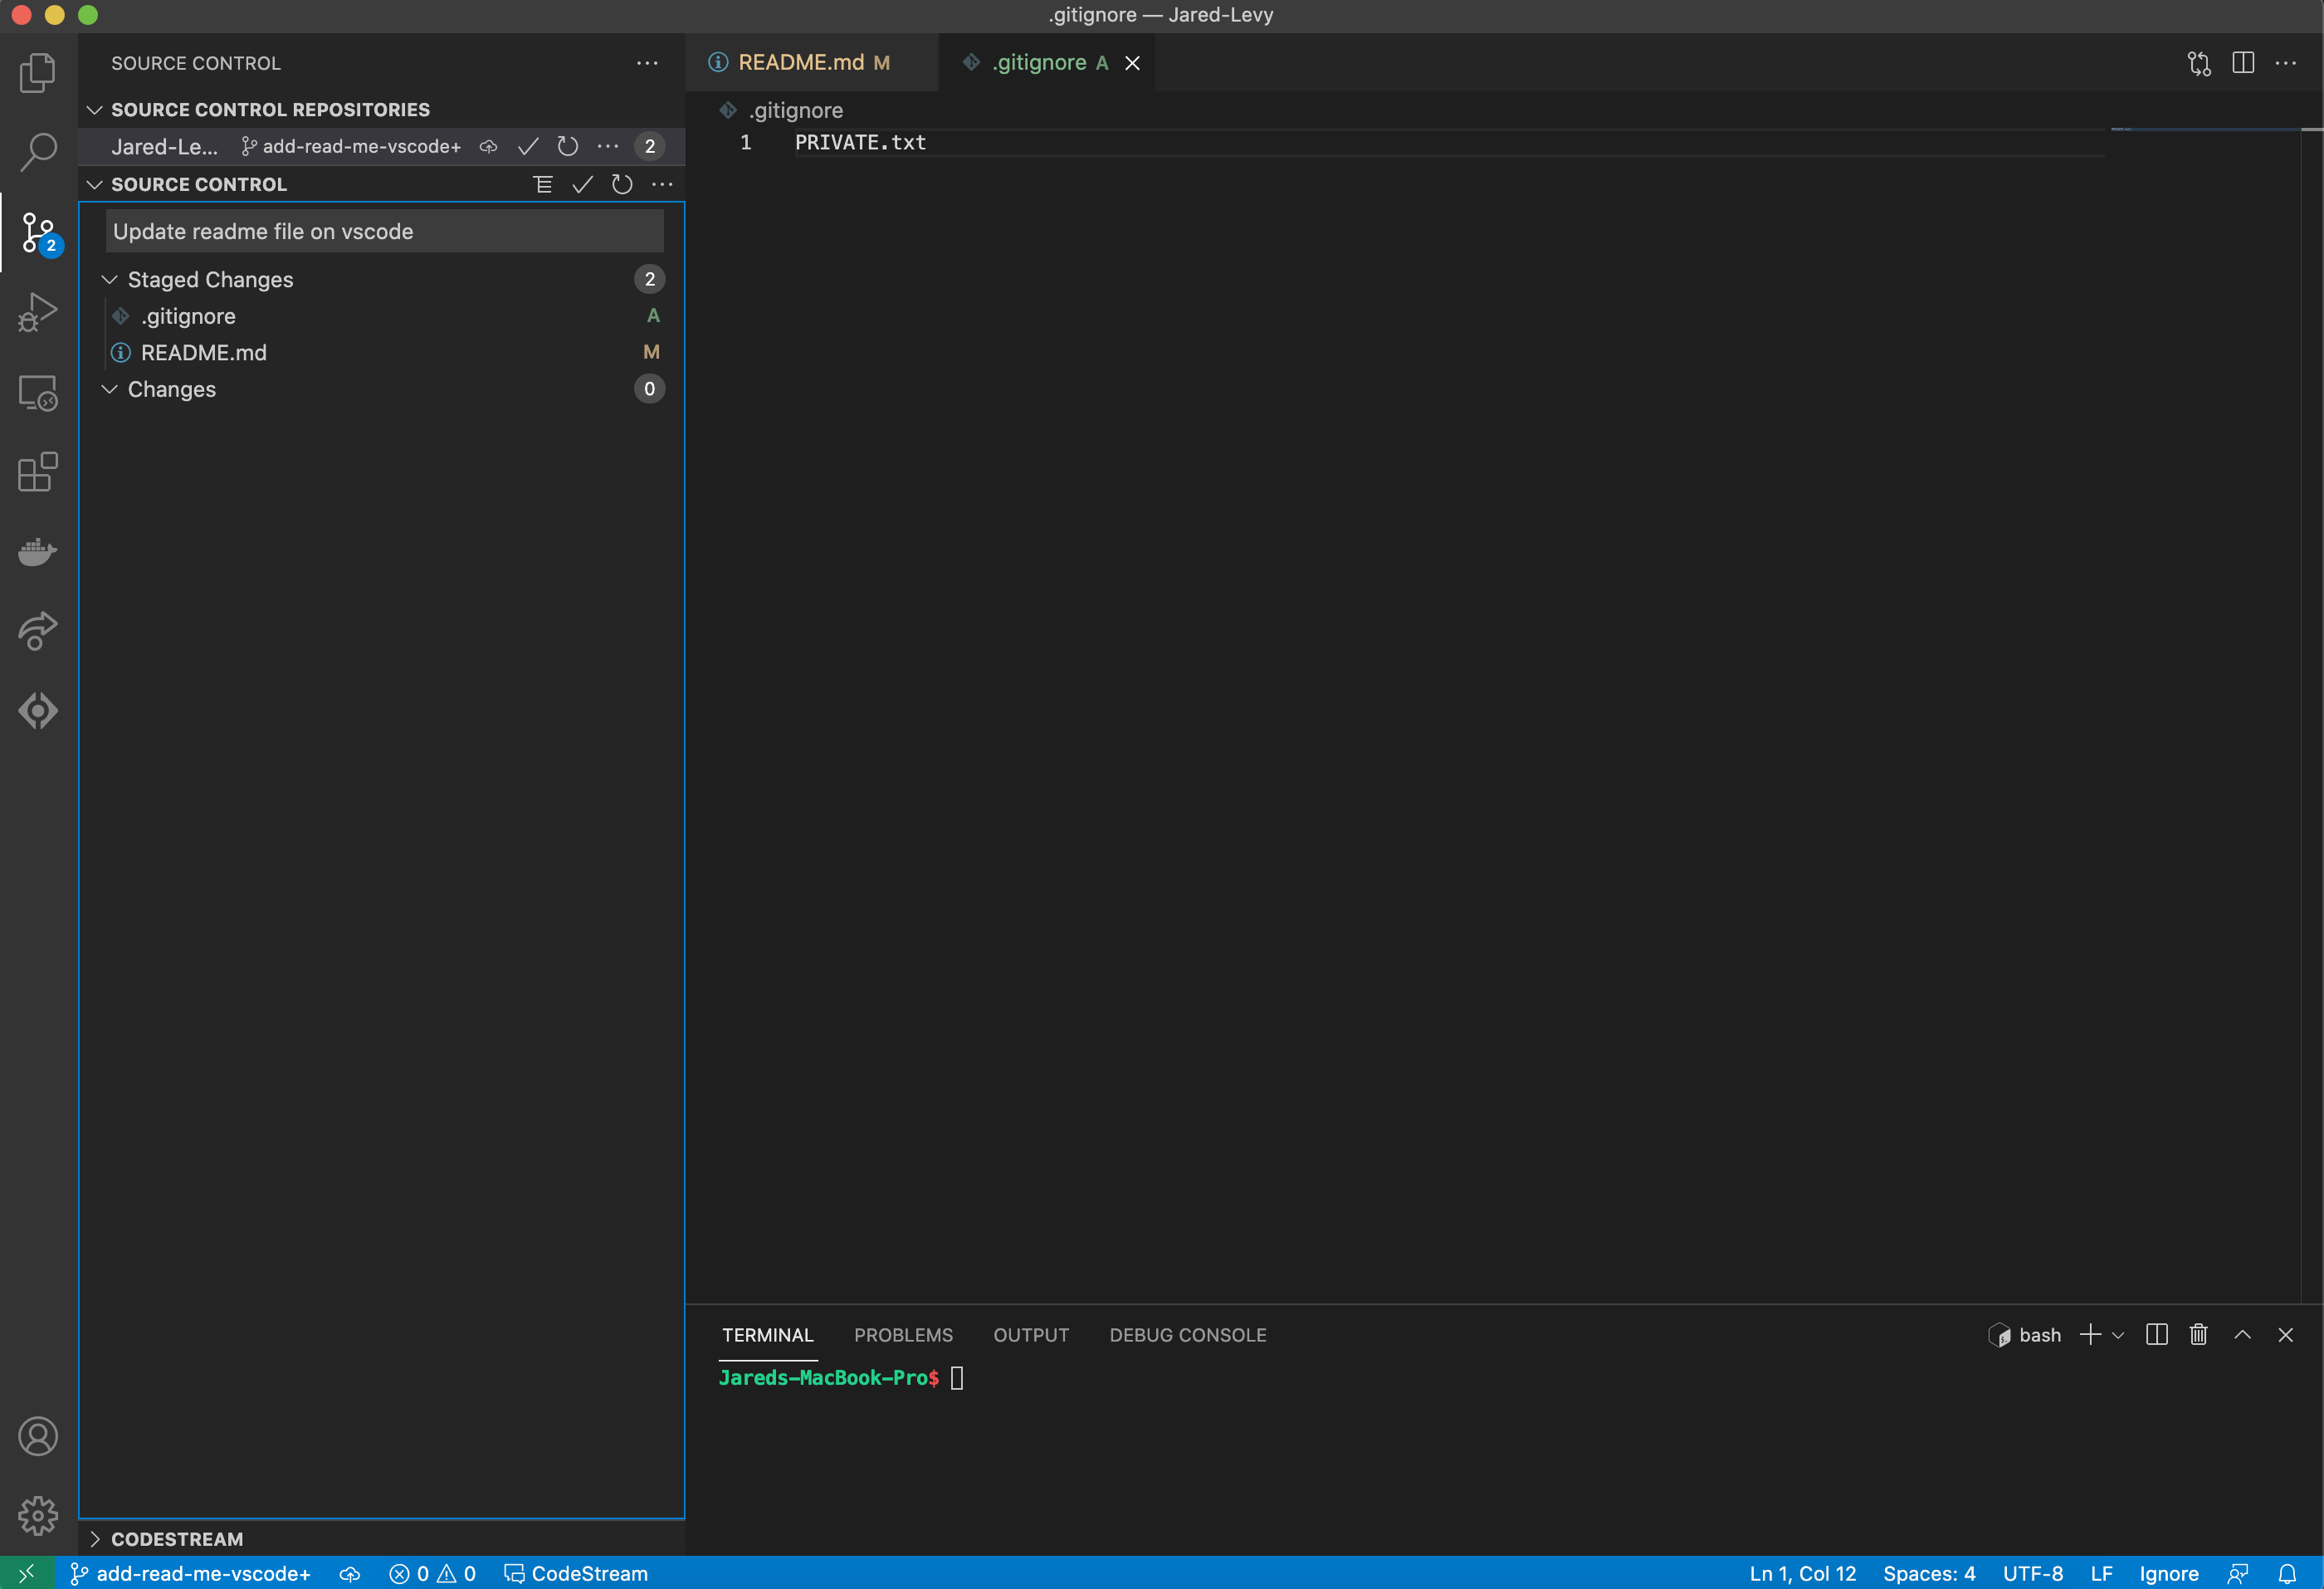 .gitignore — Jared-Levy
SOURCE CONTROL
README.md M
.gitignore A
SOURCE CONTROL REPOSITORIES
.gitignore
Jared-Le... add-read-me-vscode+ 2
1 PRIVATE.txt
SOURCE CONTROL
Update readme file on vscode
2
Staged Changes 2
.gitignore A
README.md M
Changes 0
TERMINAL PROBLEMS OUTPUT DEBUG CONSOLE bash
Jareds-MacBook-Pro$
CODESTREAM
add-read-me-vscode+ 0 0 CodeStream Ln 1, Col 12 Spaces: 4 UTF-8 LF Ignore